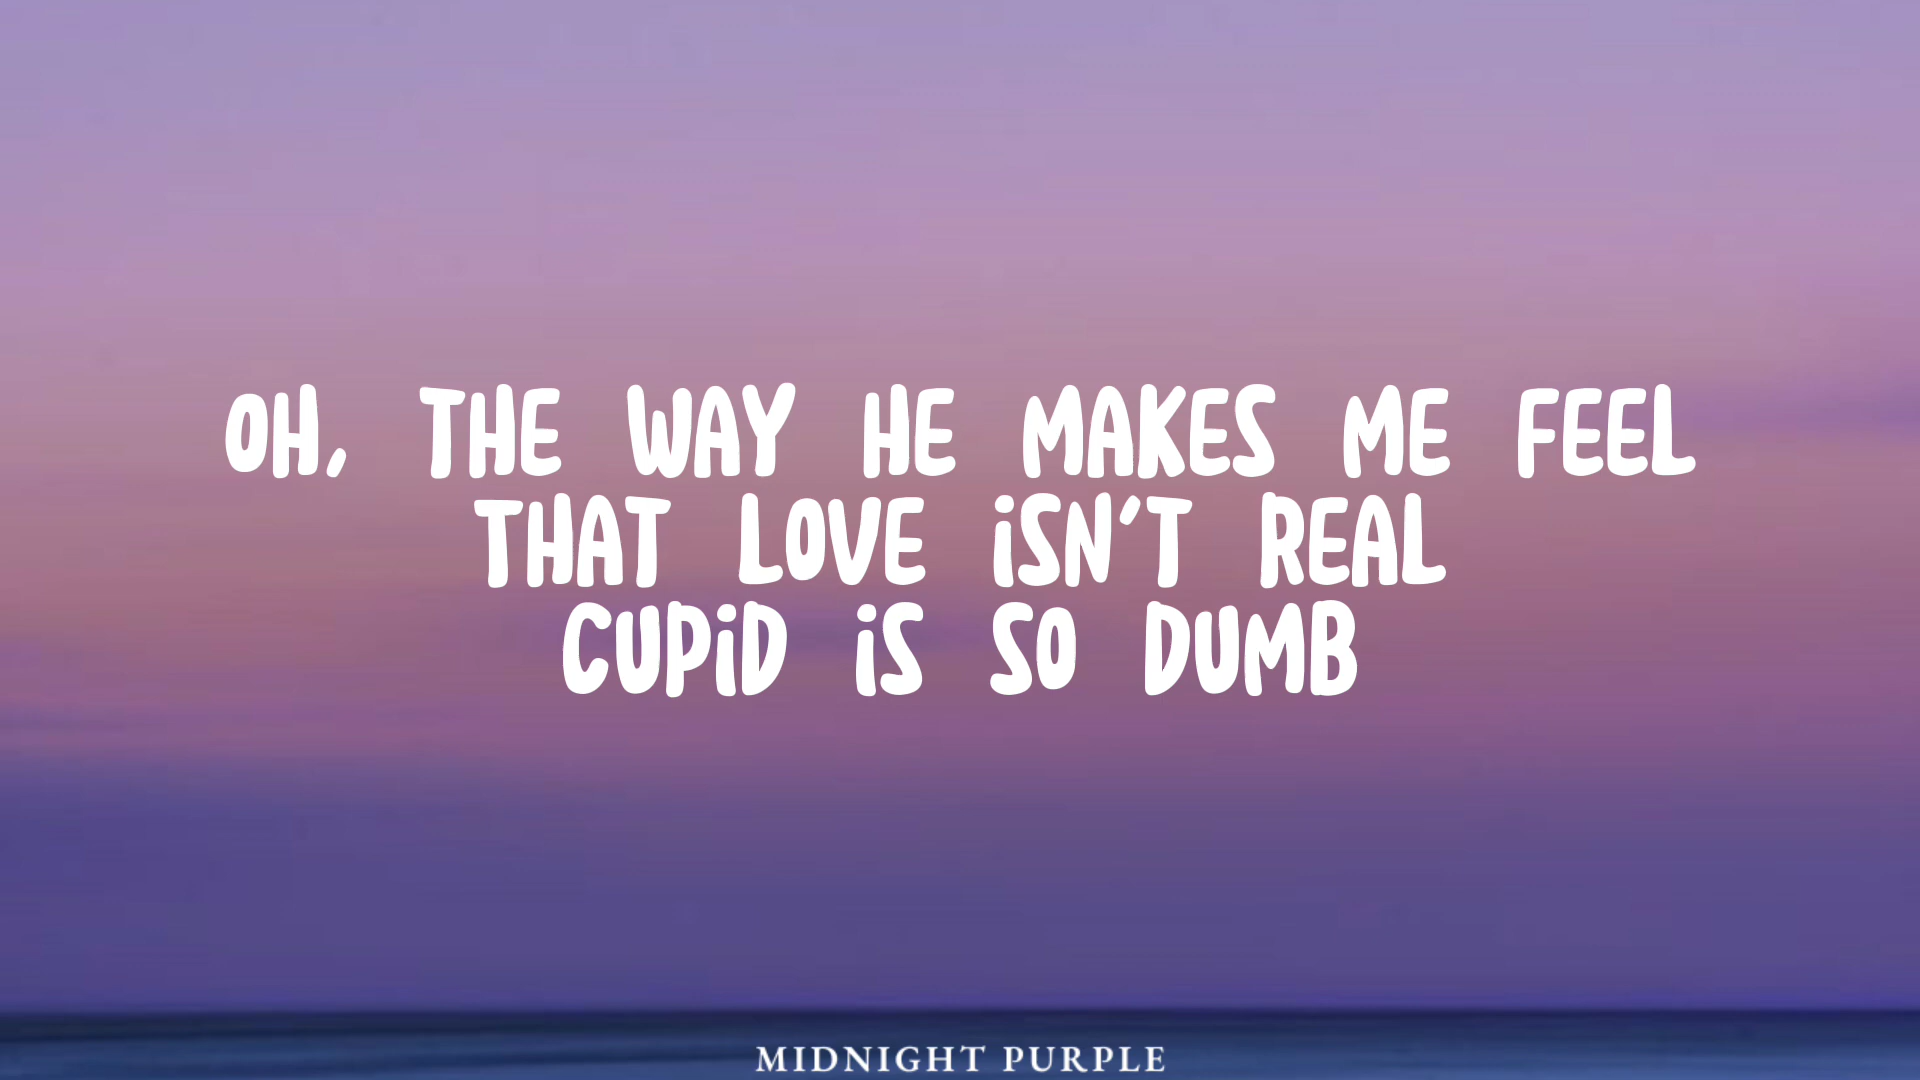 OH, THE WAY HE MAKES ME FEEL
THAT LOVE iSN'T REAL
CUPiD iS SO DUMB
MIDNIGHT PURPLE